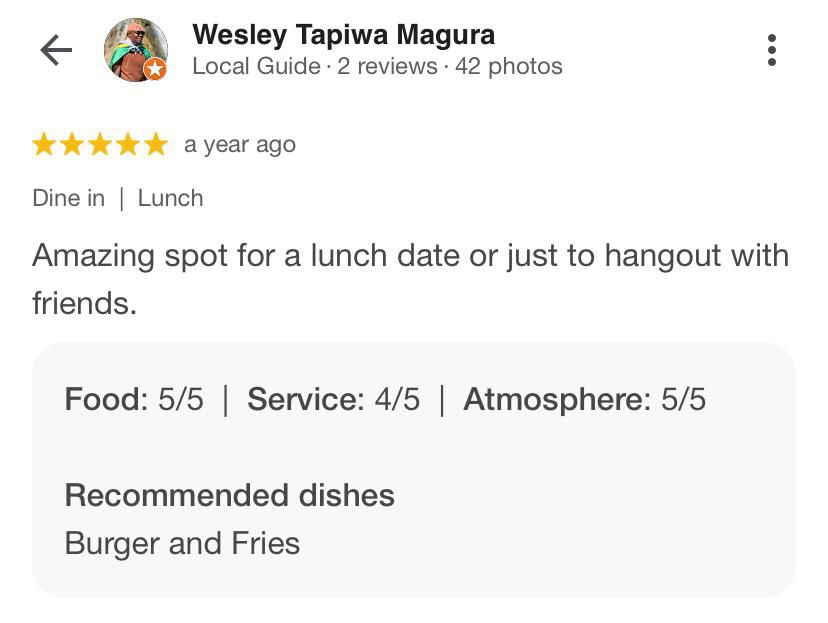 Wesley Tapiwa Magura
Local Guide · 2 reviews · 42 photos
a year ago
Dine in | Lunch
Amazing spot for a lunch date or just to hangout with
friends.
Food: 5/5 | Service: 4/5 | Atmosphere: 5/5
Recommended dishes
Burger and Fries